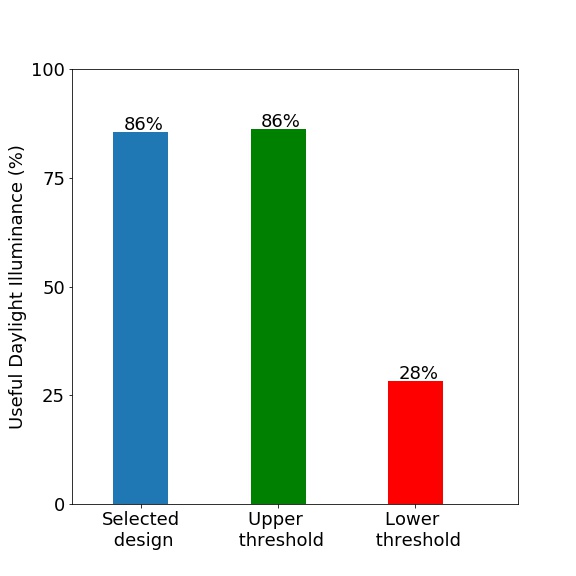 100
75
50
25
0
Useful Daylight Illuminance (%)
86%
86%
28%
Selected
design
Upper
threshold
Lower
threshold